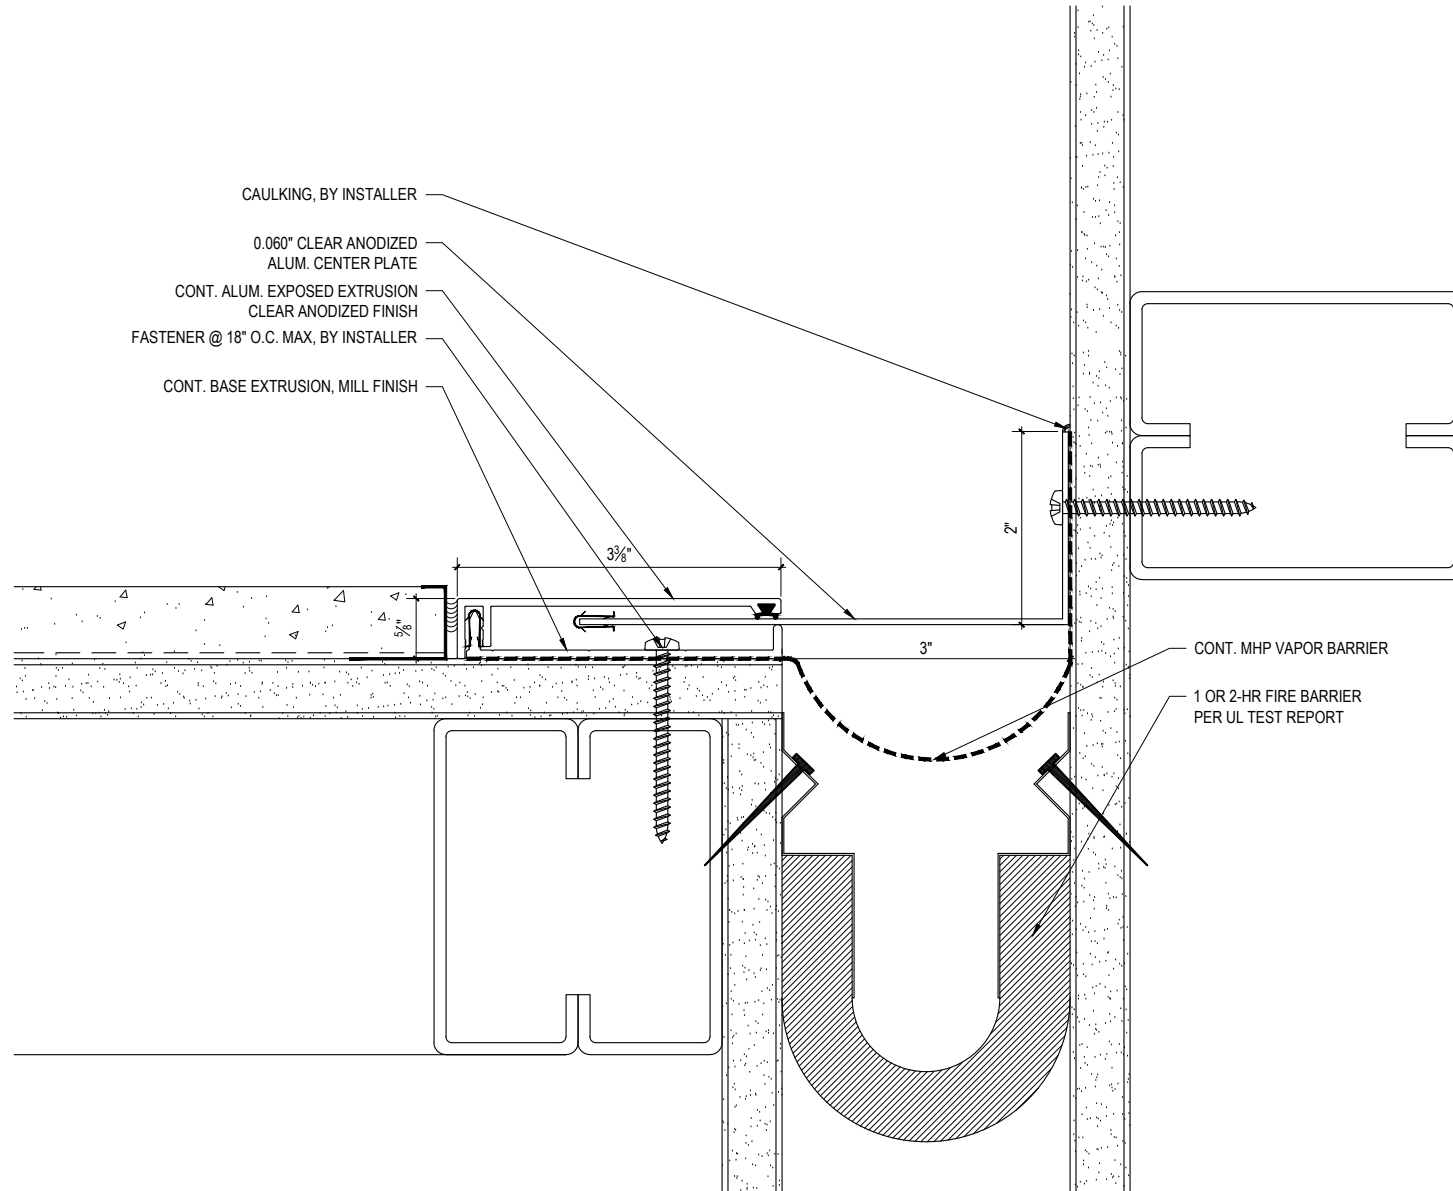 CAULKING, BY INSTALLER
0.060" CLEAR ANODIZED
ALUM. CENTER PLATE
CONT. ALUM. EXPOSED EXTRUSION
CLEAR ANODIZED FINISH
FASTENER @ 18" O.C. MAX, BY INSTALLER
CONT. BASE EXTRUSION, MILL FINISH
2"
3⅜"
⅝"
3"
CONT. MHP VAPOR BARRIER
1 OR 2-HR FIRE BARRIER
PER UL TEST REPORT